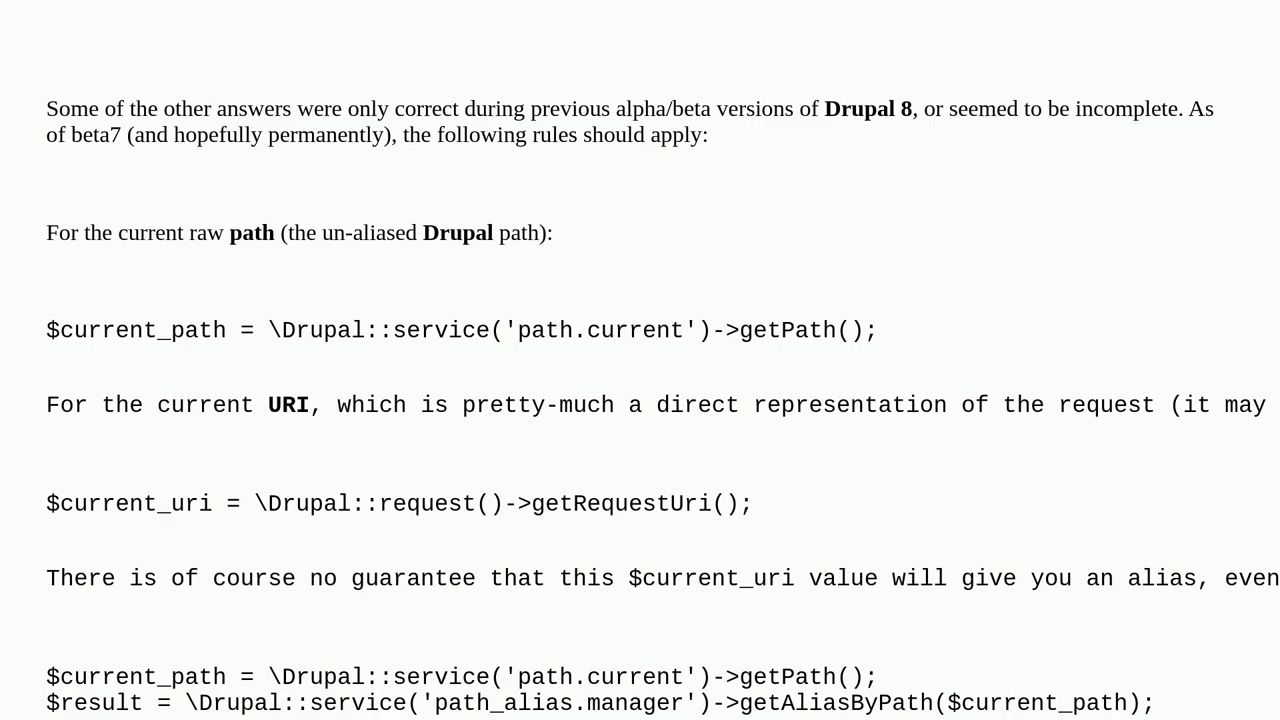 Some of the other answers were only correct during previous alpha/beta versions of Drupal 8, or seemed to be incomplete. As
of beta7 (and hopefully permanently), the following rules should apply:
For the current raw path (the un-aliased Drupal path):
$current_path = \Drupal::service('path.current')->getPath();
For the current URI, which is pretty-much a direct representation of the request (it may
$current_uri = \Drupal::request()->getRequestUri();
There is of course no guarantee that this $current_uri value will give you an alias, even
$current_path = \Drupal::service('path.current')->getPath();
$result = \Drupal::service('path_alias.manager')->getAliasByPath($current_path);